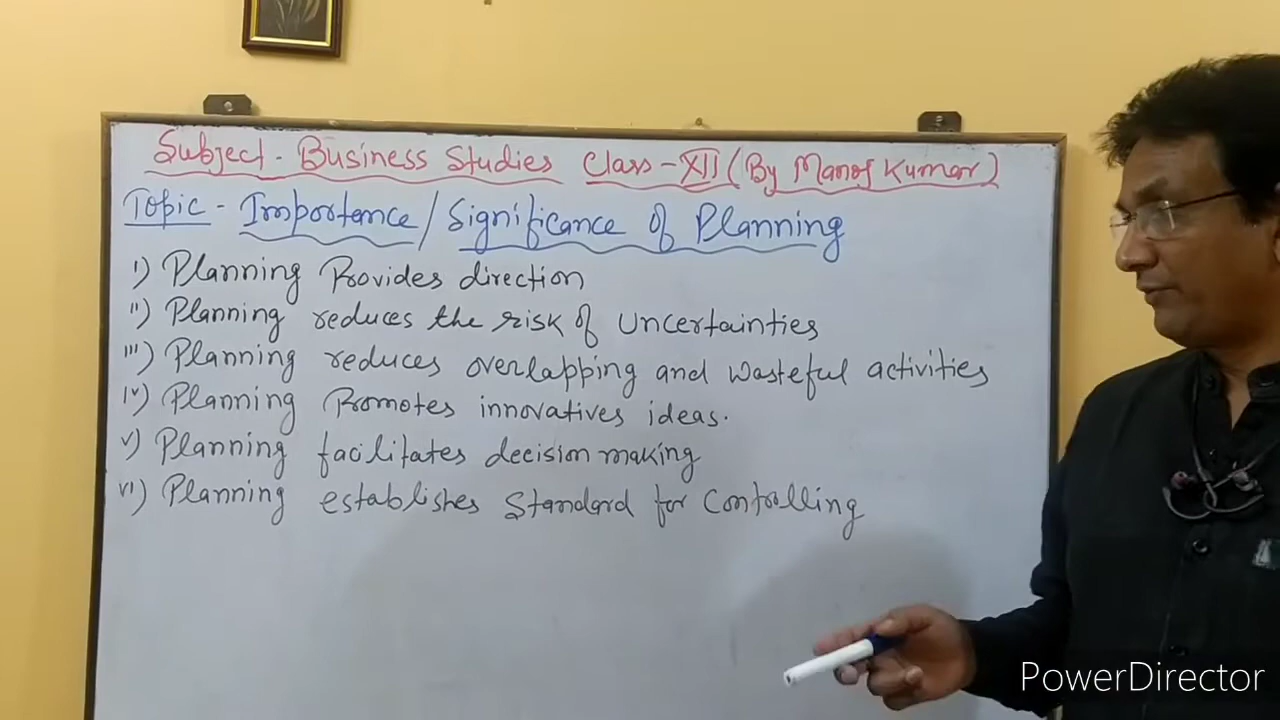 Subject - Business Studies Class - XII (By Manoj Kumar)
Topic - Importance / Significance of Planning
i) Planning Provides direction
ii) Planning reduces the risk of uncertainties
iii) Planning reduces overlapping and wasteful activities
iv) Planning Promotes innovatives ideas.
v) Planning facilitates decision making
vi) Planning establishes Standard for Controlling
PowerDirector